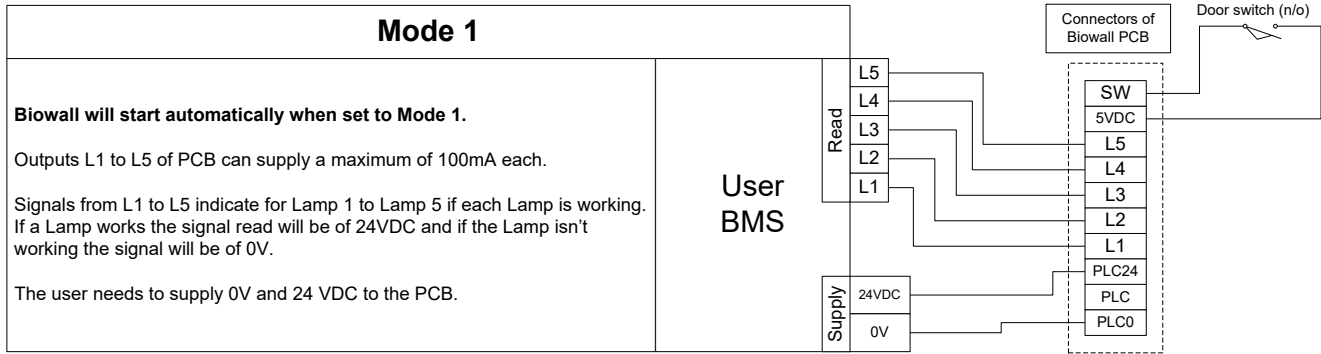 Mode 1
Biowall will start automatically when set to Mode 1.
Outputs L1 to L5 of PCB can supply a maximum of 100mA each.
Signals from L1 to L5 indicate for Lamp 1 to Lamp 5 if each Lamp is working.
If a Lamp works the signal read will be of 24VDC and if the Lamp isn't
working the signal will be of 0V.
The user needs to supply 0V and 24 VDC to the PCB.
User
BMS
Read
L5
L4
L3
L2
L1
Supply
24VDC
0V
Connectors of
Biowall PCB
SW
5VDC
L5
L4
L3
L2
L1
PLC24
PLC
PLC0
Door switch (n/o)